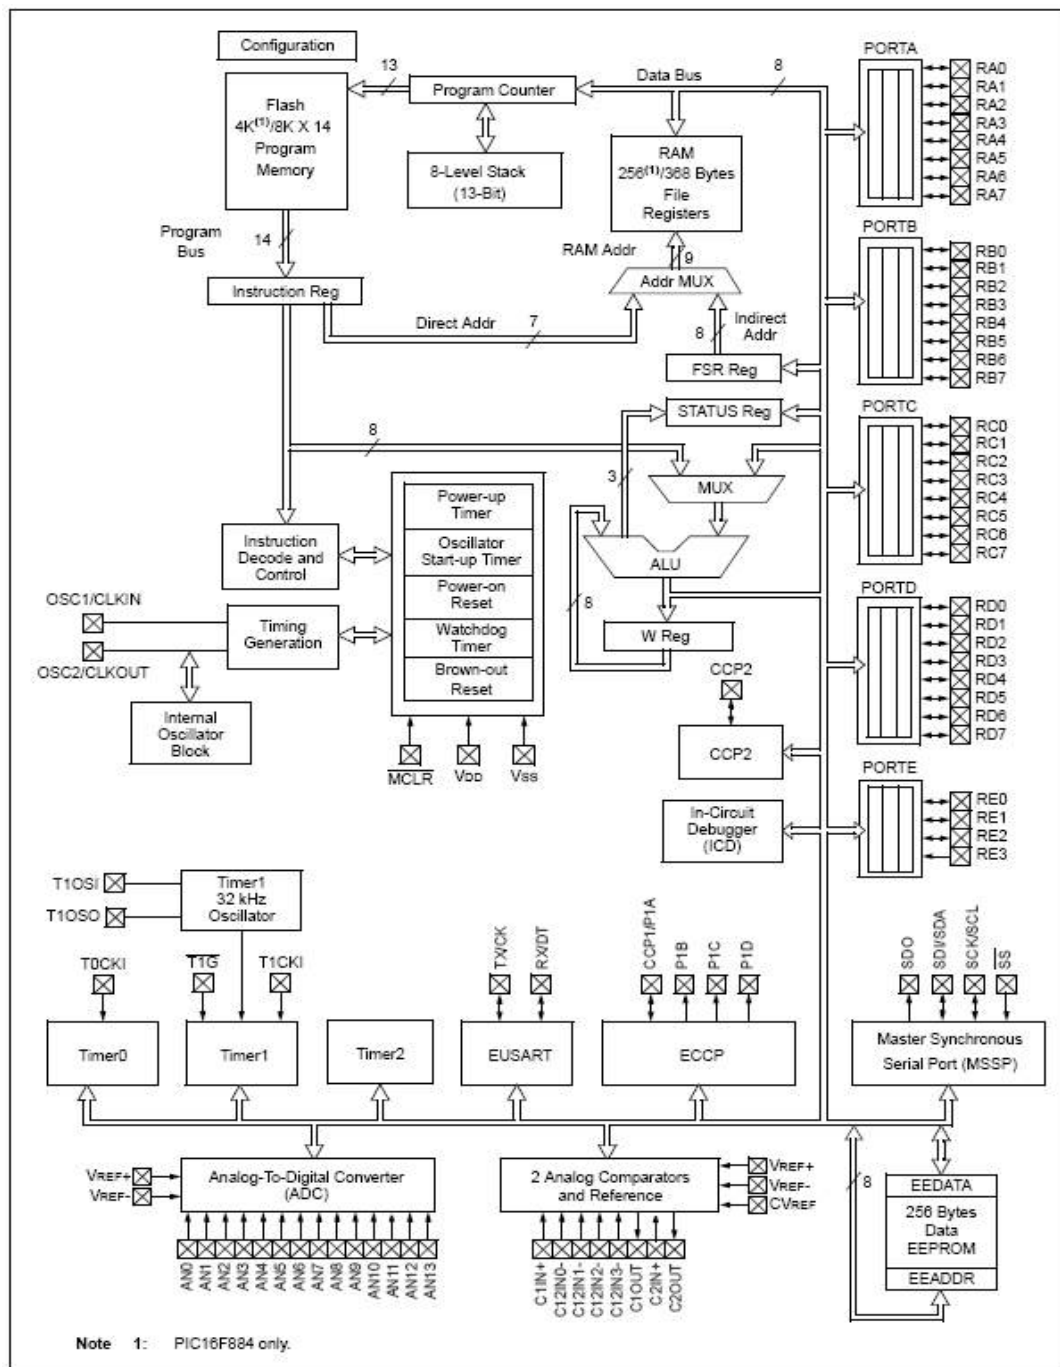 Configuration
13
Data Bus
8
Program Counter
Flash
4K(1)/8K X 14
Program
Memory
8-Level Stack
(13-Bit)
RAM
256(1)/368 Bytes
File
Registers
Program
Bus
14
RAM Addr
9
Instruction Reg
Addr MUX
Direct Addr
7
8
Indirect
Addr
FSR Reg
STATUS Reg
8
3
MUX
ALU
8
W Reg
Instruction
Decode and
Control
Power-up
Timer
Oscillator
Start-up Timer
Power-on
Reset
Watchdog
Timer
Brown-out
Reset
OSC1/CLKIN
OSC2/CLKOUT
Timing
Generation
Internal
Oscillator
Block
MCLR
VDD
VSS
CCP2
CCP2
In-Circuit
Debugger
(ICD)
PORTA
RA0
RA1
RA2
RA3
RA4
RA5
RA6
RA7
PORTB
RB0
RB1
RB2
RB3
RB4
RB5
RB6
RB7
PORTC
RC0
RC1
RC2
RC3
RC4
RC5
RC6
RC7
PORTD
RD0
RD1
RD2
RD3
RD4
RD5
RD6
RD7
PORTE
RE0
RE1
RE2
RE3
T1OSI
T1OSO
Timer1
32 kHz
Oscillator
T0CKI
T1G
T1CKI
TX/CK
RX/DT
CCP1/P1A
P1B
P1C
P1D
SDO
SDI/SDA
SCK/SCL
SS
Timer0
Timer1
Timer2
EUSART
ECCP
Master Synchronous
Serial Port (MSSP)
VREF+
VREF-
Analog-To-Digital Converter
(ADC)
AN0
AN1
AN2
AN3
AN4
AN5
AN6
AN7
AN8
AN9
AN10
AN11
AN12
AN13
2 Analog Comparators
and Reference
VREF+
VREF-
CVREF
C1IN+
C12IN0-
C12IN1-
C12IN2-
C12IN3-
C1OUT
C2IN+
C2OUT
8
EEDATA
256 Bytes
Data
EEPROM
EEADDR
Note 1: PIC16F884 only.